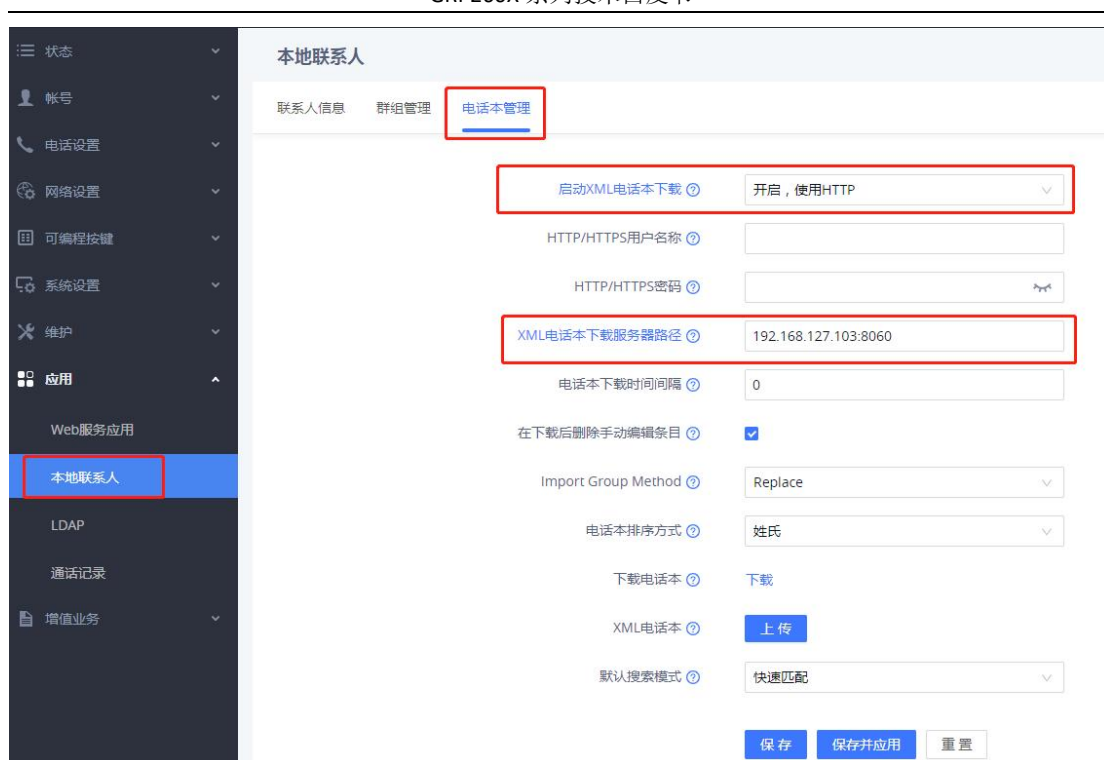 状态
帐号
电话设置
网络设置
可编程按键
系统设置
维护
应用
Web服务应用
本地联系人
LDAP
通话记录
增值业务
本地联系人
联系人信息 群组管理 电话本管理
启动XML电话本下载 开启，使用HTTP
HTTP/HTTPS用户名称
HTTP/HTTPS密码
XML电话本下载服务器路径 192.168.127.103:8060
电话本下载时间间隔 0
在下载后删除手动编辑条目
Import Group Method Replace
电话本排序方式 姓氏
下载电话本 下载
XML电话本 上传
默认搜索模式 快速匹配
保存 保存并应用 重置